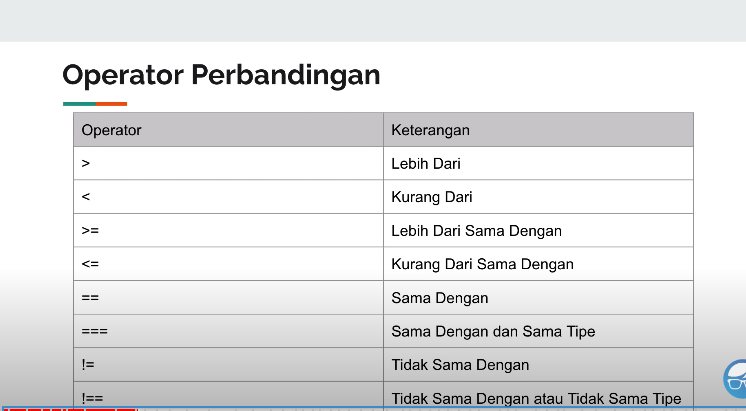 Operator Perbandingan
Operator Keterangan
> Lebih Dari
< Kurang Dari
>= Lebih Dari Sama Dengan
<= Kurang Dari Sama Dengan
== Sama Dengan
=== Sama Dengan dan Sama Tipe
!= Tidak Sama Dengan
!== Tidak Sama Dengan atau Tidak Sama Tipe